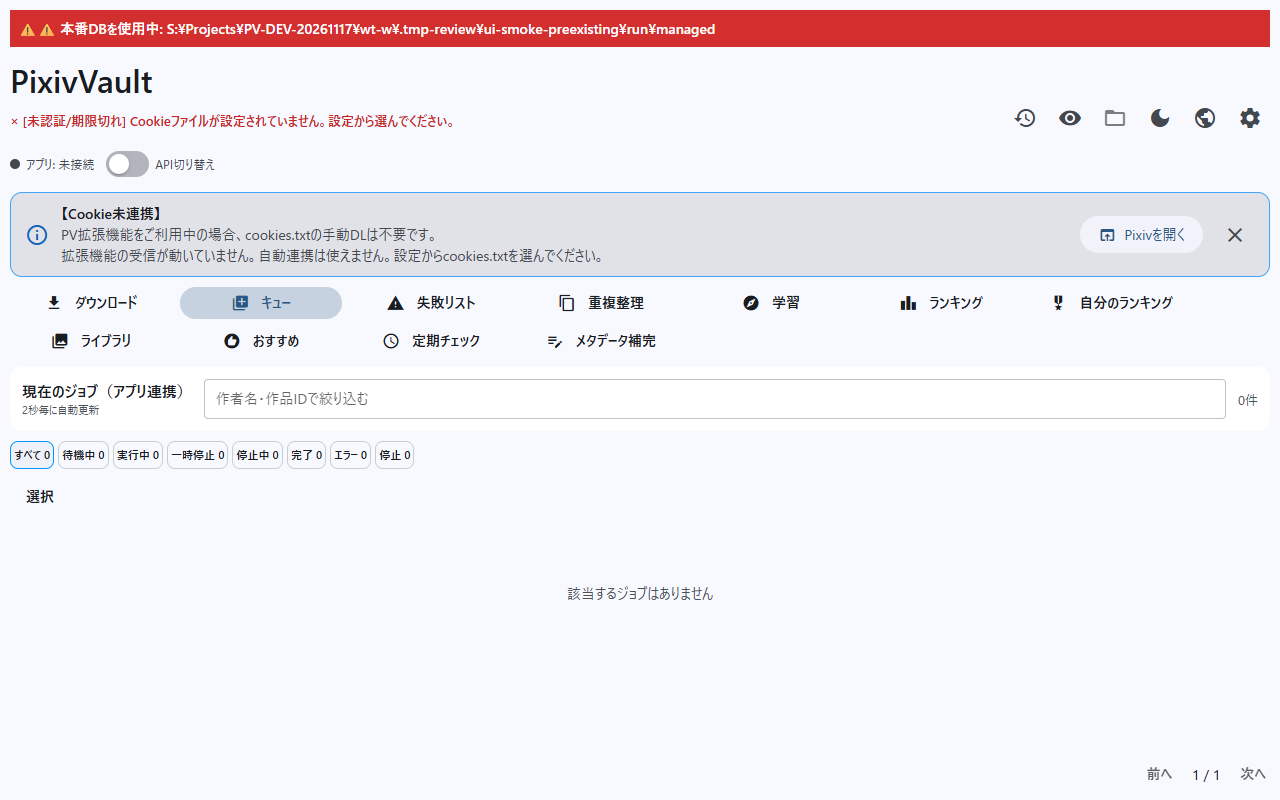 本番DBを使用中: S:¥Projects¥PV-DEV-20261117¥wt-w¥.tmp-review¥ui-smoke-preexisting¥run¥managed
PixivVault
× [未認証/期限切れ] Cookieファイルが設定されていません。設定から選んでください。
アプリ: 未接続 API切り替え
【Cookie未連携】
PV拡張機能をご利用中の場合、cookies.txtの手動DLは不要です。
拡張機能の受信が動いていません。自動連携は使えません。設定からcookies.txtを選んでください。
Pixivを開く
ダウンロード キュー 失敗リスト 重複整理 学習 ランキング 自分のランキング
ライブラリ おすすめ 定期チェック メタデータ補完
現在のジョブ（アプリ連携）
2秒毎に自動更新
作者名・作品IDで絞り込む
0件
すべて 0 待機中 0 実行中 0 一時停止 0 停止中 0 完了 0 エラー 0 停止 0
選択
該当するジョブはありません
前へ 1 / 1 次へ